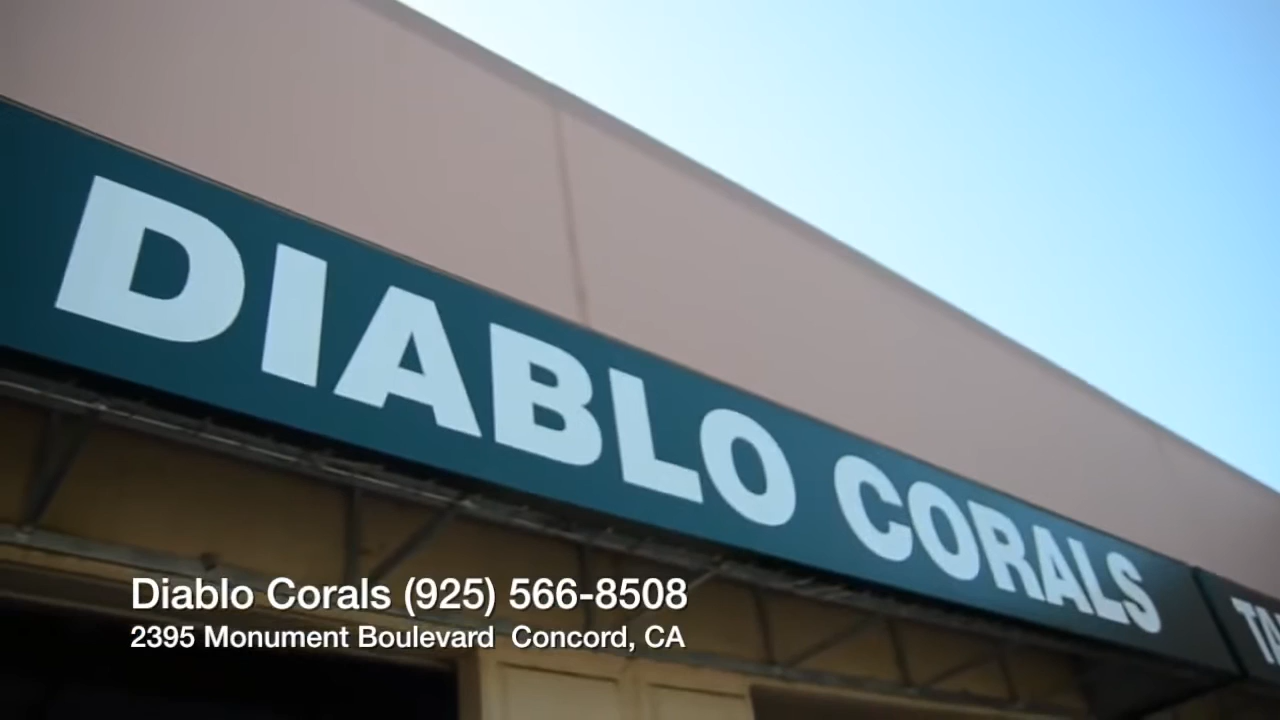 DIABLO CORALS
Diablo Corals (925) 566-8508
2395 Monument Boulevard Concord, CA